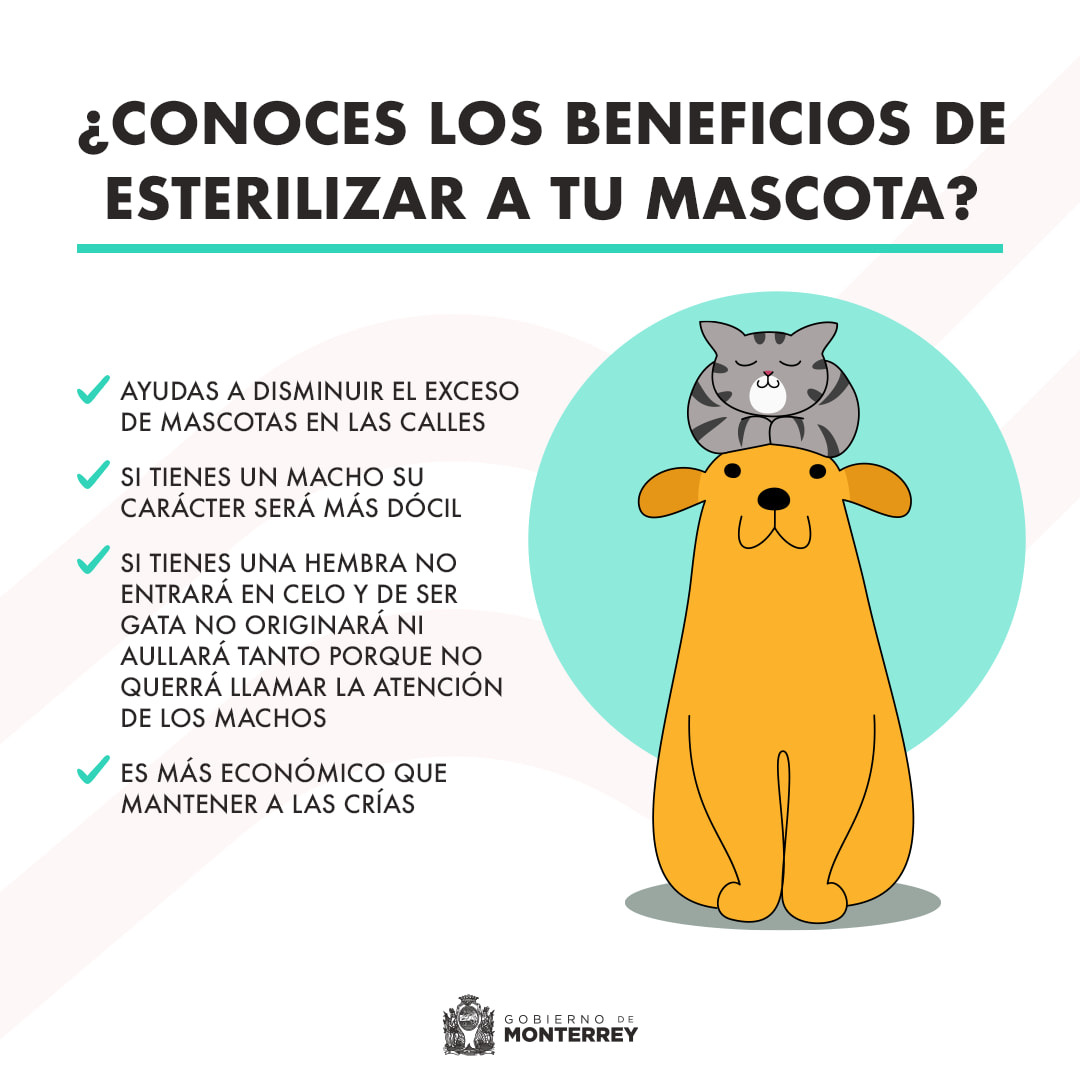 ¿CONOCES LOS BENEFICIOS DE
ESTERILIZAR A TU MASCOTA?
AYUDAS A DISMINUIR EL EXCESO
DE MASCOTAS EN LAS CALLES
SI TIENES UN MACHO SU
CARÁCTER SERÁ MÁS DÓCIL
SI TIENES UNA HEMBRA NO
ENTRARÁ EN CELO Y DE SER
GATA NO ORIGINARÁ NI
AULLARÁ TANTO PORQUE NO
QUERRÁ LLAMAR LA ATENCIÓN
DE LOS MACHOS
ES MÁS ECONÓMICO QUE
MANTENER A LAS CRÍAS
GOBIERNO DE
MONTERREY